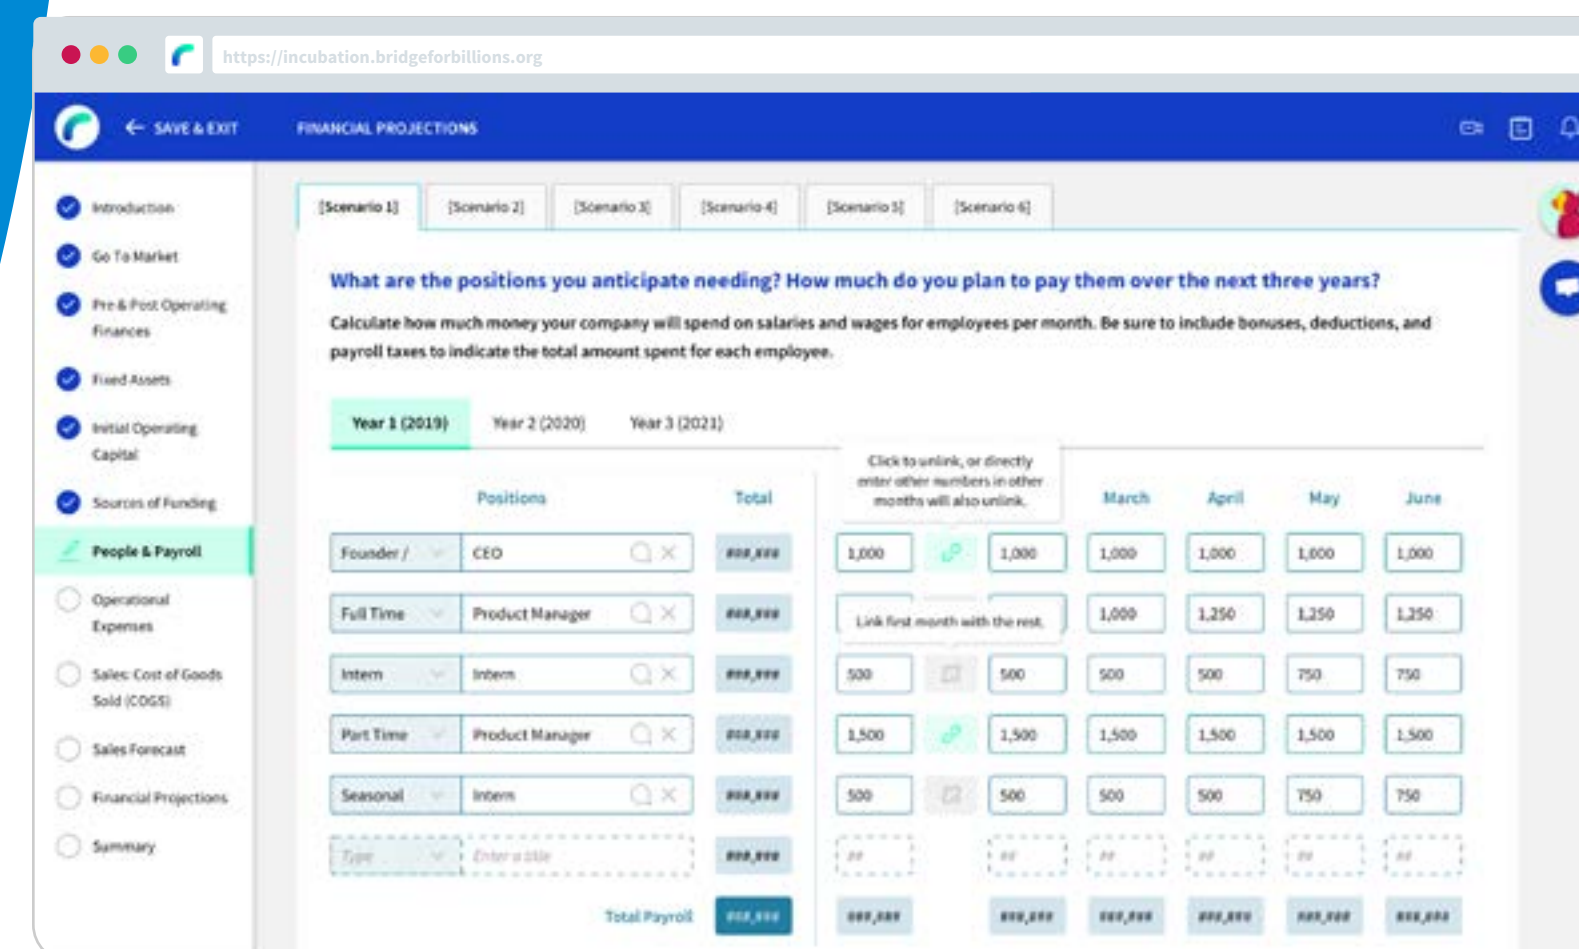 https://incubation.bridgeforbillions.org
SAVE & EXIT
FINANCIAL PROJECTIONS
Introduction
Go To Market
Pre & Post Operating
Finances
Fixed Assets
Initial Operating
Capital
Sources of Funding
People & Payroll
Operational
Expenses
Sales: Cost of Goods
Sold (COGS)
Sales Forecast
Financial Projections
Summary
[Scenario 1] [Scenario 2] [Scenario 3] [Scenario 4] [Scenario 5] [Scenario 6]
What are the positions you anticipate needing? How much do you plan to pay them over the next three years?
Calculate how much money your company will spend on salaries and wages for employees per month. Be sure to include bonuses, deductions, and
payroll taxes to indicate the total amount spent for each employee.
Year 1 (2019) Year 2 (2020) Year 3 (2021)
Click to unlink, or directly
enter other numbers in other
months will also unlink.
Positions Total March April May June
Founder / CEO ###,### 1,000 1,000 1,000 1,000 1,000 1,000
Full Time Product Manager ###,### 1,000 1,250 1,250 1,250
Link first month with the rest.
Intern Intern ###,### 500 500 500 500 750 750
Part Time Product Manager ###,### 1,500 1,500 1,500 1,500 1,500 1,500
Seasonal Intern ###,### 500 500 500 500 750 750
Type Enter a title ###,### ## ## ## ## ## ##
Total Payroll ###,### ###,### ###,### ###,### ###,### ###,### ###,###